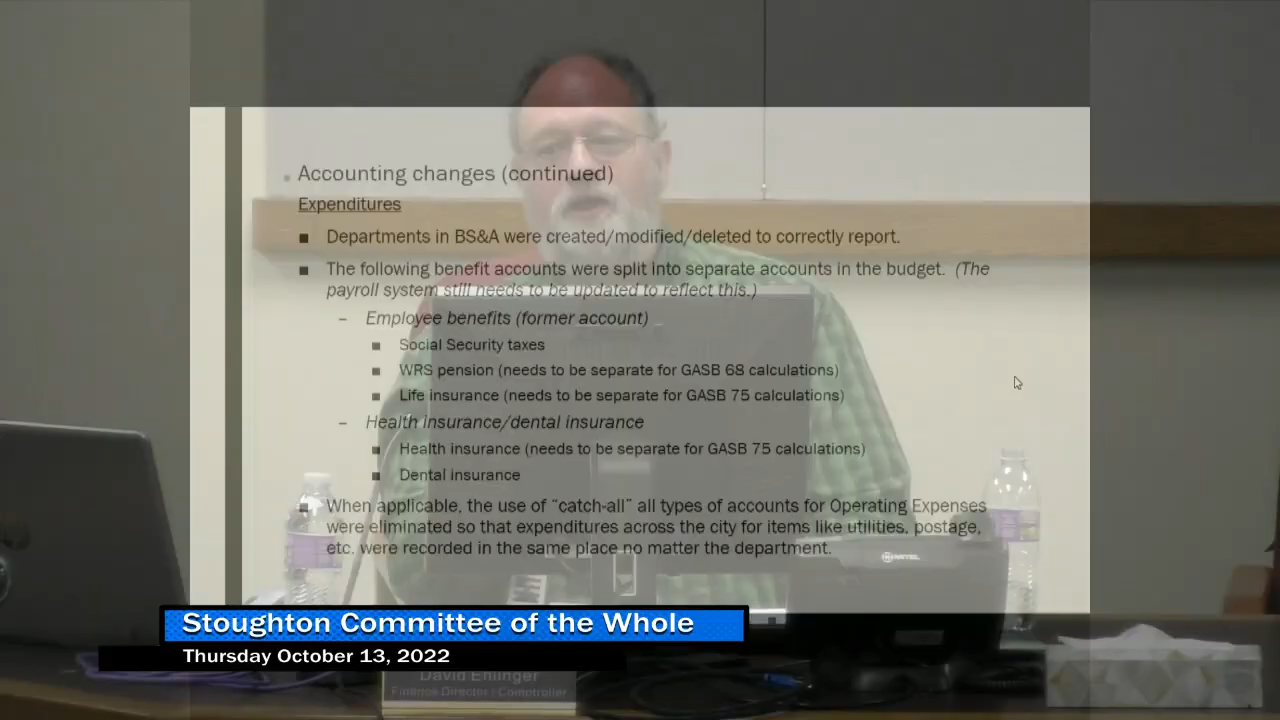 Accounting changes (continued)
Expenditures
Departments in BS&A were created/modified/deleted to correctly report.
The following benefit accounts were split into separate accounts in the budget. (The
payroll system still needs to be updated to reflect this.)
– Employee benefits (former account)
Social Security taxes
WRS pension (needs to be separate for GASB 68 calculations)
Life insurance (needs to be separate for GASB 75 calculations)
– Health insurance/dental insurance
Health insurance (needs to be separate for GASB 75 calculations)
Dental insurance
When applicable, the use of “catch-all” all types of accounts for Operating Expenses
were eliminated so that expenditures across the city for items like utilities, postage,
etc. were recorded in the same place no matter the department.
MITEL
Stoughton Committee of the Whole
Thursday October 13, 2022
David Ehlinger
Finance Director / Comptroller